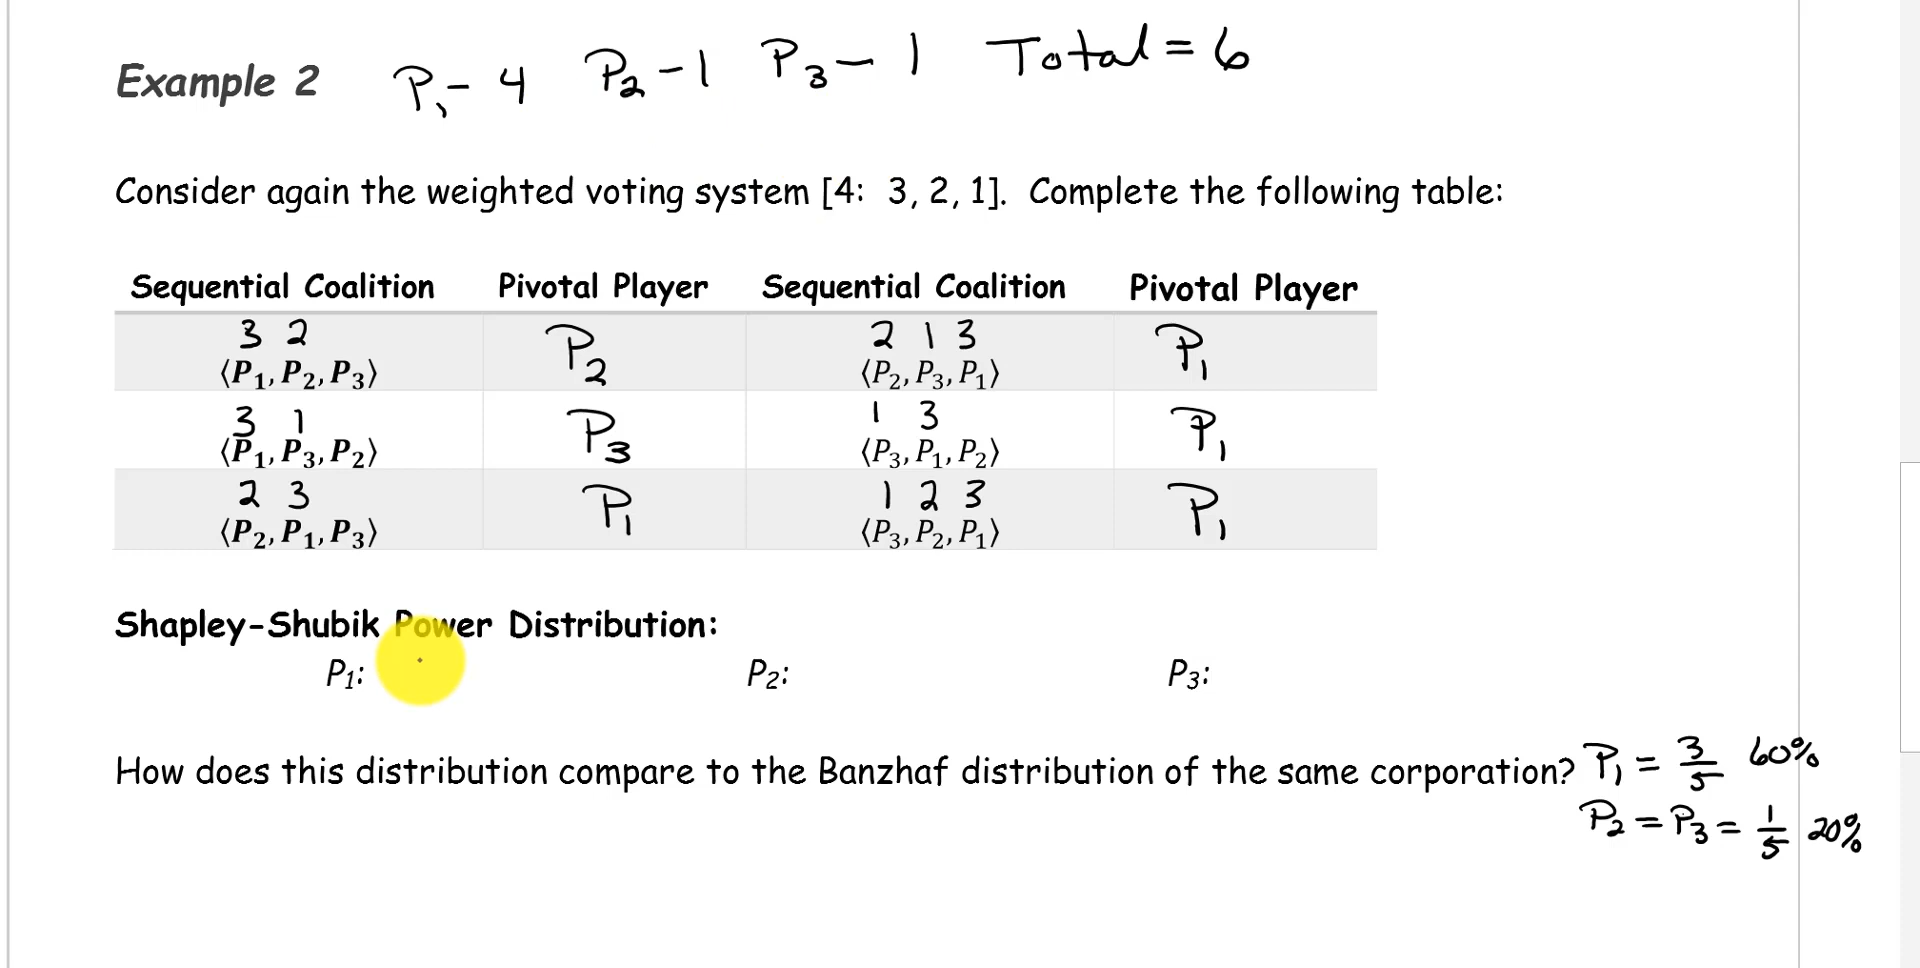 Example 2 P₁ - 4 P₂ - 1 P₃ - 1 Total = 6
Consider again the weighted voting system [4: 3, 2, 1]. Complete the following table:
Sequential Coalition Pivotal Player Sequential Coalition Pivotal Player
3 2 2 1 3
⟨P₁, P₂, P₃⟩ P₂ ⟨P₂, P₃, P₁⟩ P₁
3 1 1 3
⟨P₁, P₃, P₂⟩ P₃ ⟨P₃, P₁, P₂⟩ P₁
2 3 1 2 3
⟨P₂, P₁, P₃⟩ P₁ ⟨P₃, P₂, P₁⟩ P₁
Shapley-Shubik Power Distribution:
P₁: P₂: P₃:
How does this distribution compare to the Banzhaf distribution of the same corporation? P₁ = 3/5 60%
P₂ = P₃ = 1/5 20%